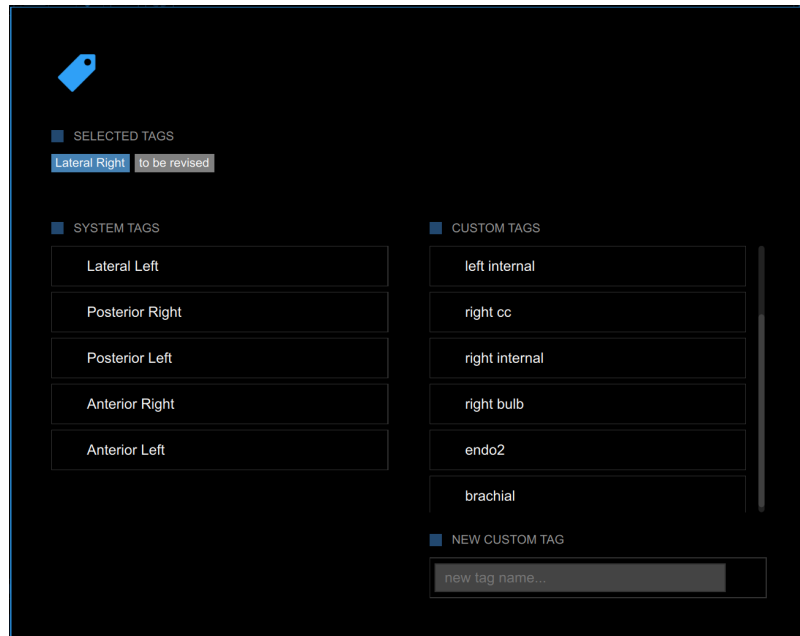 SELECTED TAGS
Lateral Right to be revised
SYSTEM TAGS
Lateral Left
Posterior Right
Posterior Left
Anterior Right
Anterior Left
CUSTOM TAGS
left internal
right cc
right internal
right bulb
endo2
brachial
NEW CUSTOM TAG
new tag name...